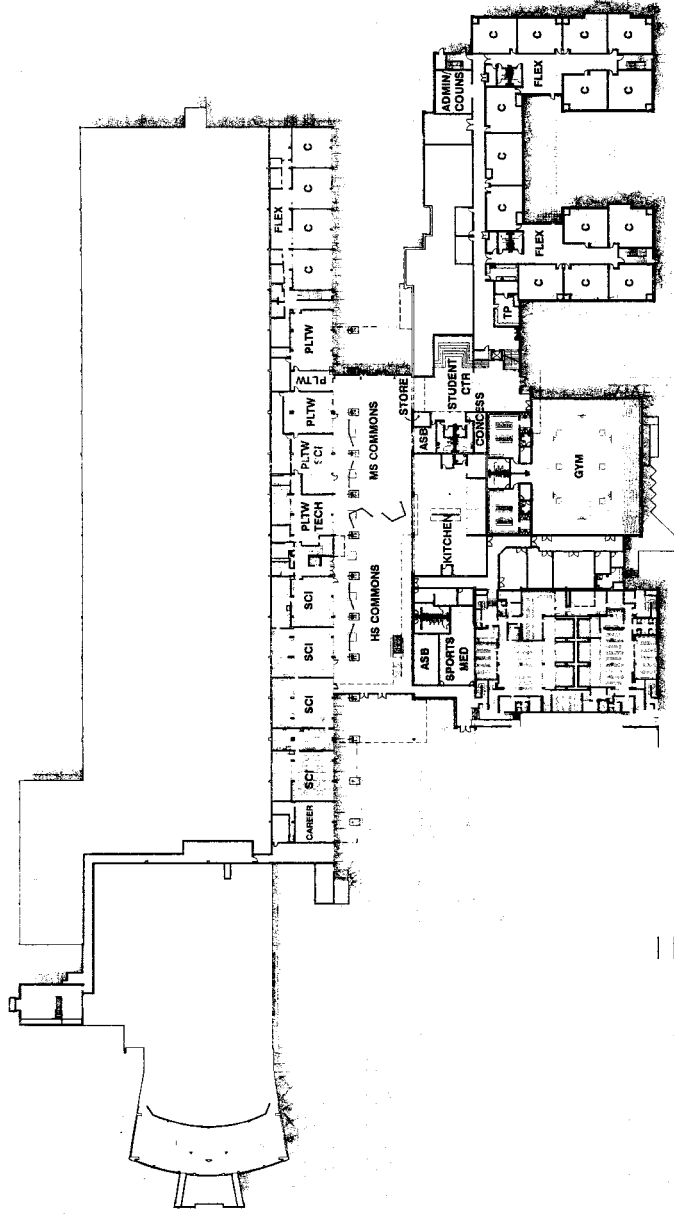 FLEX
CAREER
SCI
SCI
SCI
SCI
PLTW
TECH
PLTW
SCI
PLTW
PLTW
PLTW
C
C
C
C
HS COMMONS
MS COMMONS
STORE
ASB
SPORTS
MED
KITCHEN
ASB
CONCESS
STUDENT
CTR
ADMIN/
COUNS
TP
C
C
C
C
FLEX
FLEX
GYM
C
C
C
C
C
C
C
C
C
C